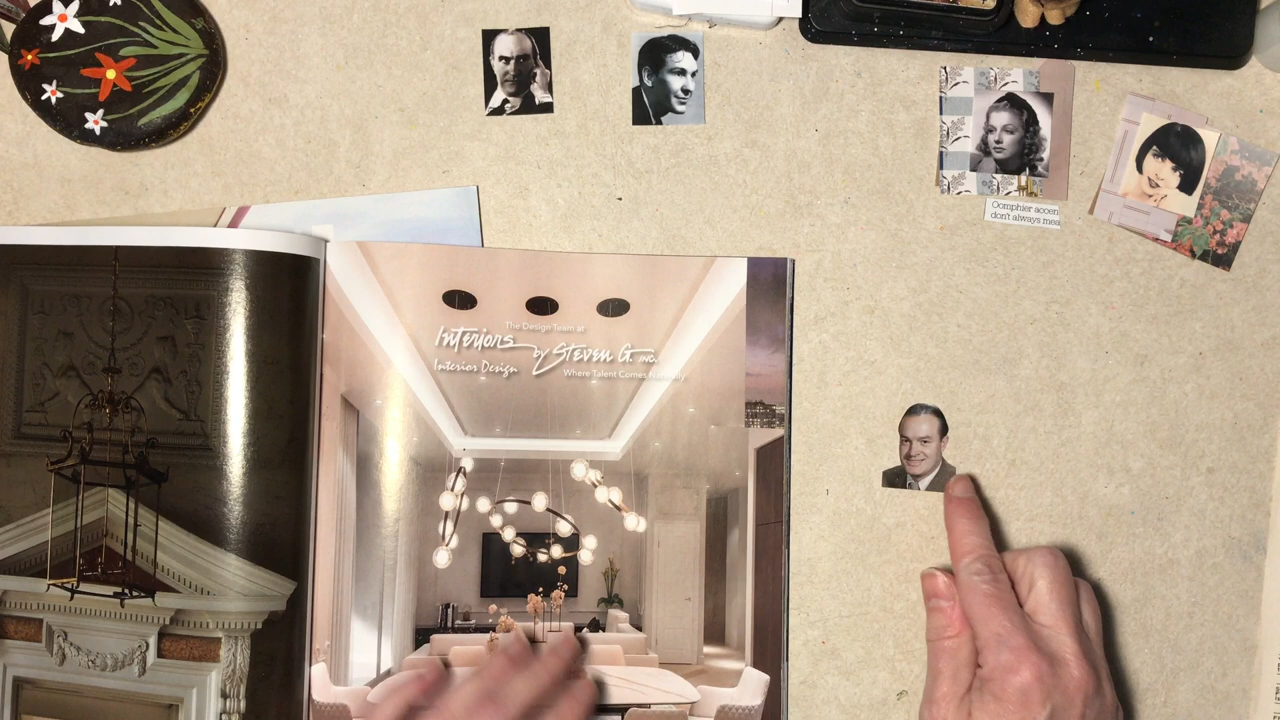 Oomphier accen
don't always mea
The Design Team at
Interiors by Steven G. INC.
Interior Design
Where Talent Comes Naturally